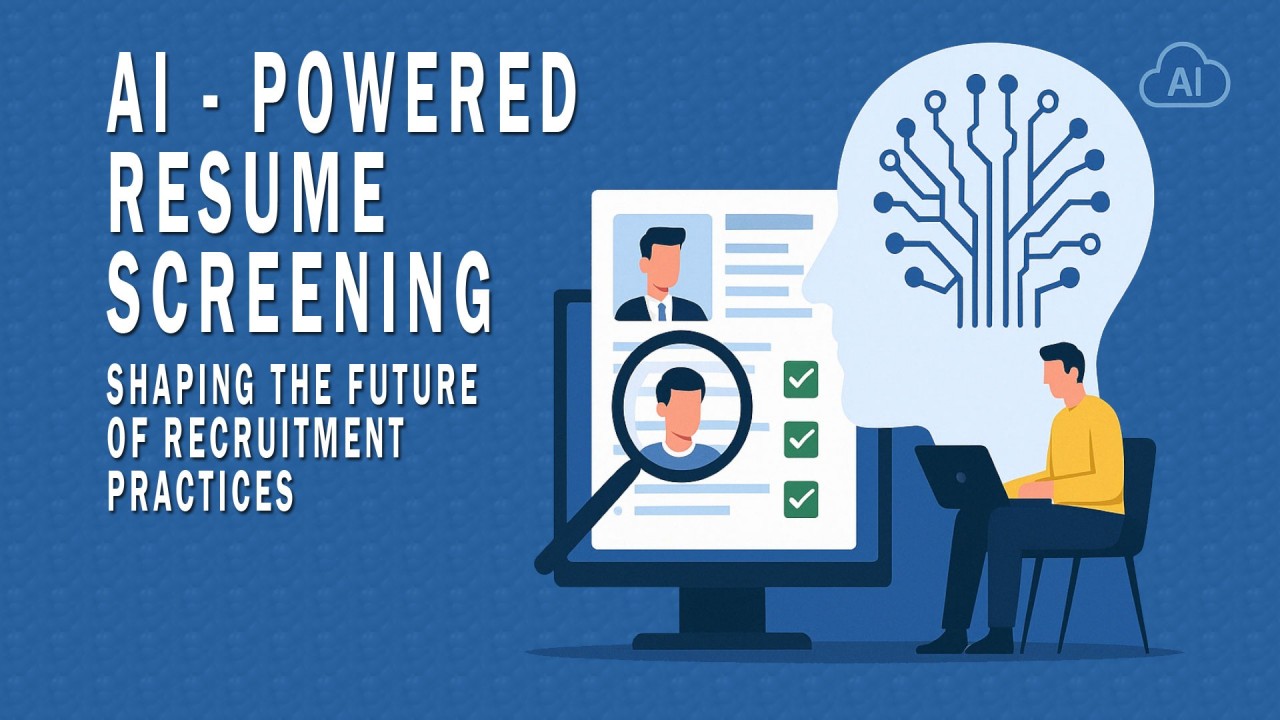 AI - POWERED
RESUME
SCREENING
SHAPING THE FUTURE
OF RECRUITMENT
PRACTICES
AI